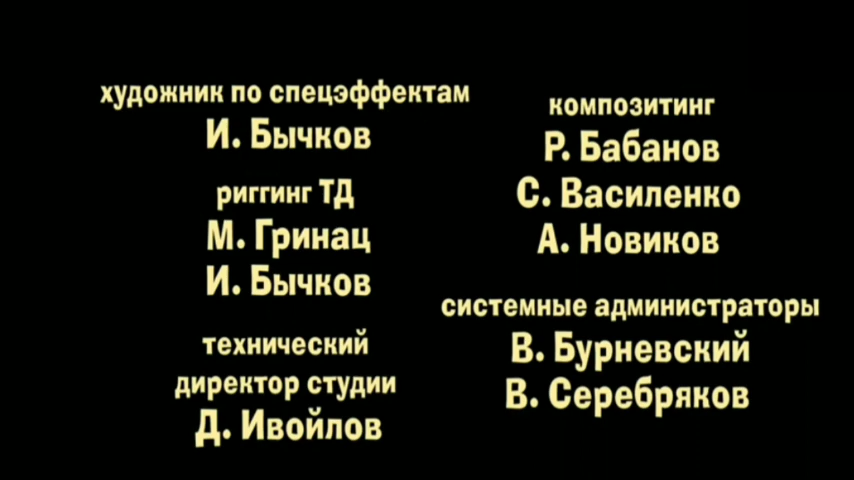 художник по спецэффектам
И. Бычков
риггинг ТД
М. Гринац
И. Бычков
технический
директор студии
Д. Ивойлов
композитинг
Р. Бабанов
С. Василенко
А. Новиков
системные администраторы
В. Бурневский
В. Серебряков